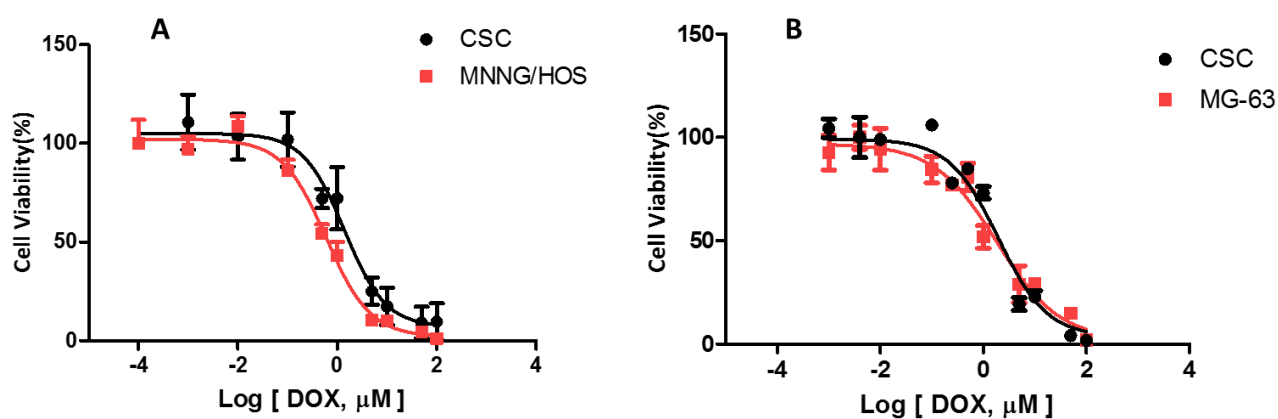 A
CSC
MNNG/HOS
Cell Viability(%)
150
100
50
0
-4
-2
0
2
4
Log [ DOX, μM ]
B
CSC
MG-63
Cell Viability(%)
150
100
50
0
-4
-2
0
2
4
Log [ DOX, μM ]